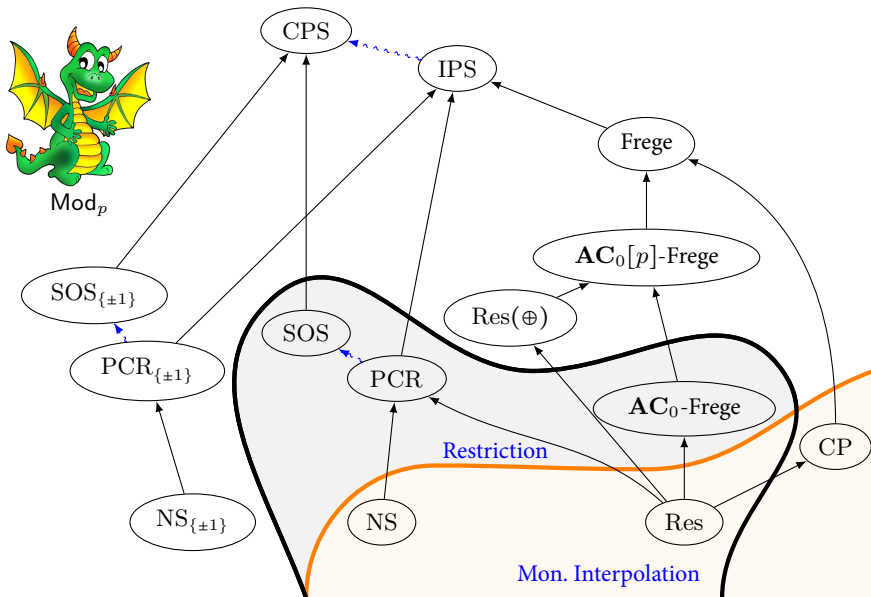 CPS
IPS
Frege
Mod_p
AC_0[p]-Frege
SOS_{±1}
Res(⊕)
SOS
PCR_{±1}
PCR
AC_0-Frege
Restriction
CP
NS_{±1}
NS
Res
Mon. Interpolation